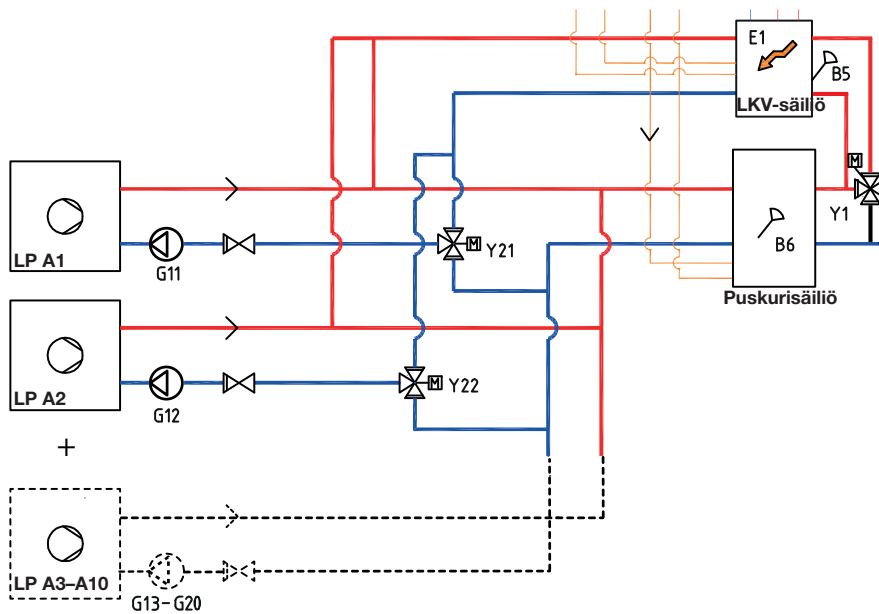 E1
B5
LKV-säiliö
M
Y1
B6
Puskurisäiliö
LP A1
G11
M
Y21
LP A2
G12
M
Y22
+
LP A3–A10
G13-G20